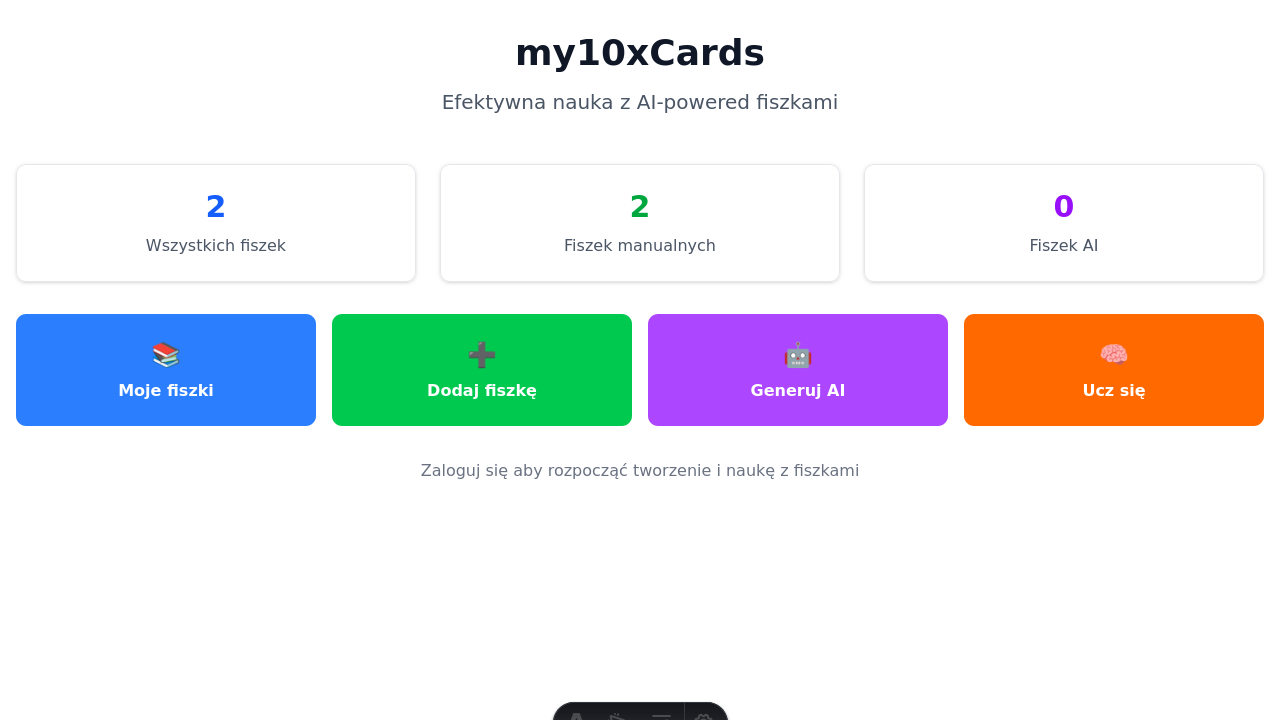 my10xCards
Efektywna nauka z AI-powered fiszkami
2
Wszystkich fiszek
2
Fiszek manualnych
0
Fiszek AI
Moje fiszki
Dodaj fiszkę
Generuj AI
Ucz się
Zaloguj się aby rozpocząć tworzenie i naukę z fiszkami